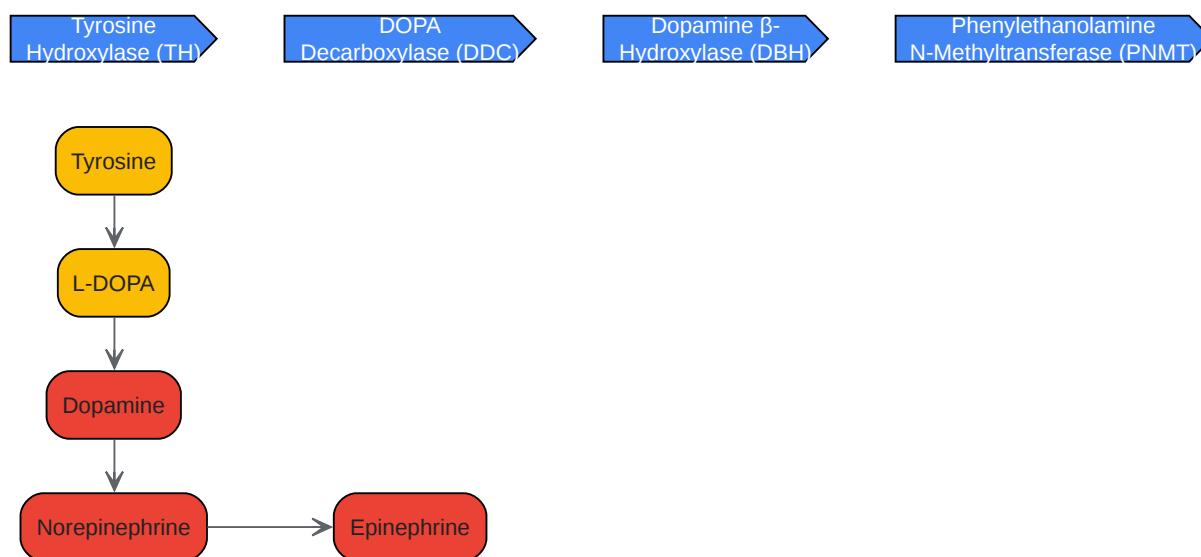 Tyrosine
Hydroxylase (TH)
DOPA
Decarboxylase (DDC)
Dopamine β-
Hydroxylase (DBH)
Phenylethanolamine
N-Methyltransferase (PNMT)
Tyrosine
L-DOPA
Dopamine
Norepinephrine
Epinephrine